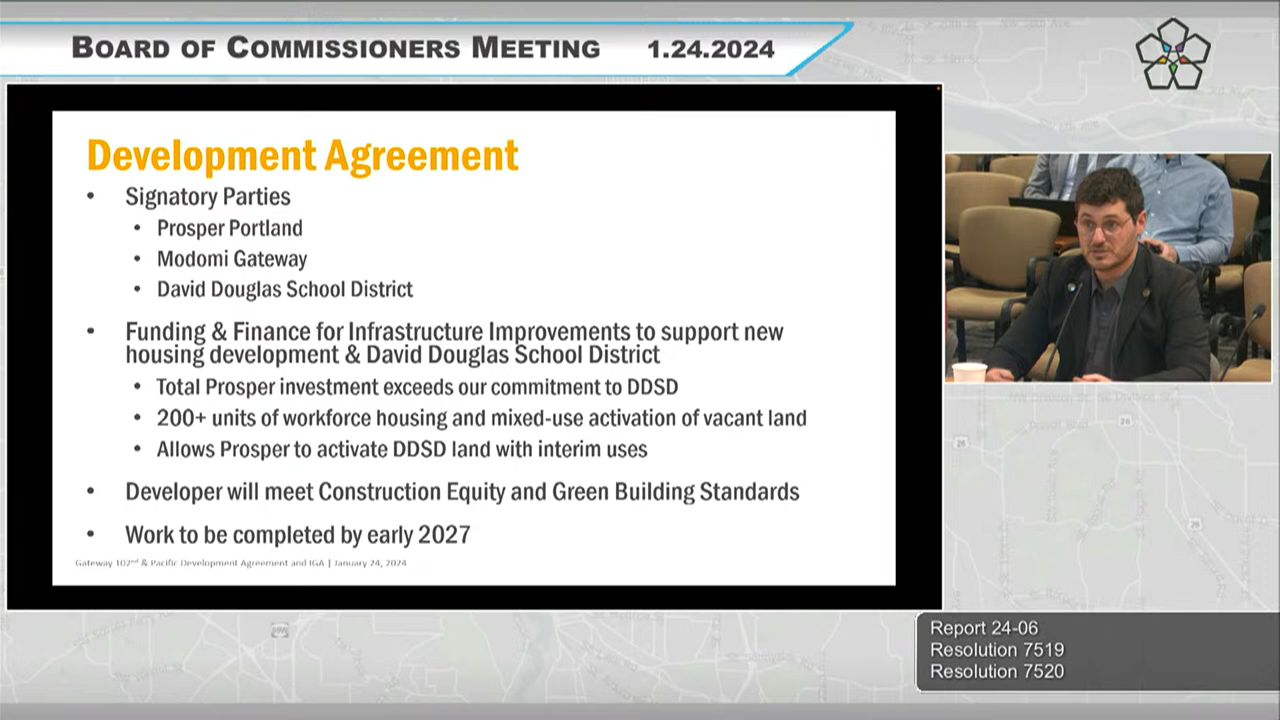 BOARD OF COMMISSIONERS MEETING 1.24.2024
Development Agreement
• Signatory Parties
• Prosper Portland
• Modomi Gateway
• David Douglas School District
• Funding & Finance for Infrastructure Improvements to support new
housing development & David Douglas School District
• Total Prosper investment exceeds our commitment to DDSD
• 200+ units of workforce housing and mixed-use activation of vacant land
• Allows Prosper to activate DDSD land with interim uses
• Developer will meet Construction Equity and Green Building Standards
• Work to be completed by early 2027
Gateway 102nd & Pacific Development Agreement and IGA | January 24, 2024
Report 24-06
Resolution 7519
Resolution 7520
26
26
26